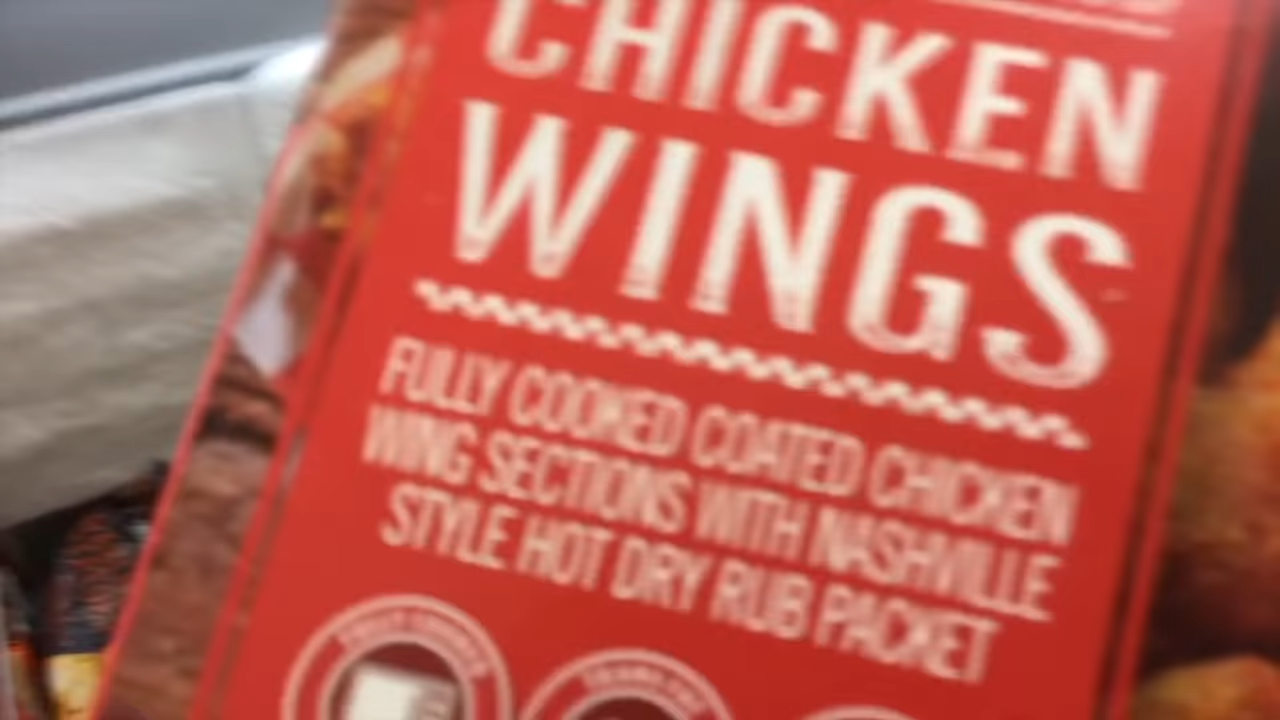 CHICKEN
WINGS
FULLY COOKED COATED CHICKEN
WING SECTIONS WITH NASHVILLE
STYLE HOT DRY RUB PACKET